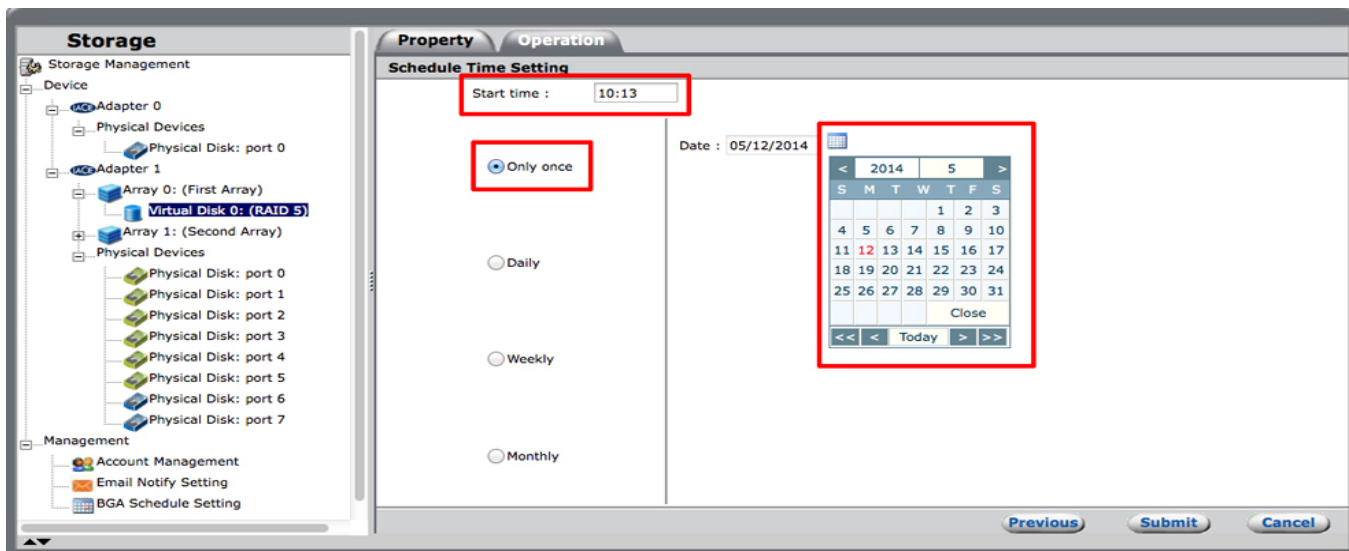 Storage
Storage Management
Device
Adapter 0
Physical Devices
Physical Disk: port 0
Adapter 1
Array 0: (First Array)
Virtual Disk 0: (RAID 5)
Array 1: (Second Array)
Physical Devices
Physical Disk: port 0
Physical Disk: port 1
Physical Disk: port 2
Physical Disk: port 3
Physical Disk: port 4
Physical Disk: port 5
Physical Disk: port 6
Physical Disk: port 7
Management
Account Management
Email Notify Setting
BGA Schedule Setting
Property Operation
Schedule Time Setting
Start time : 10:13
Only once
Daily
Weekly
Monthly
Date : 05/12/2014
< 2014 5 >
S M T W T F S
1 2 3
4 5 6 7 8 9 10
11 12 13 14 15 16 17
18 19 20 21 22 23 24
25 26 27 28 29 30 31
Close
<< < Today > >>
Previous Submit Cancel